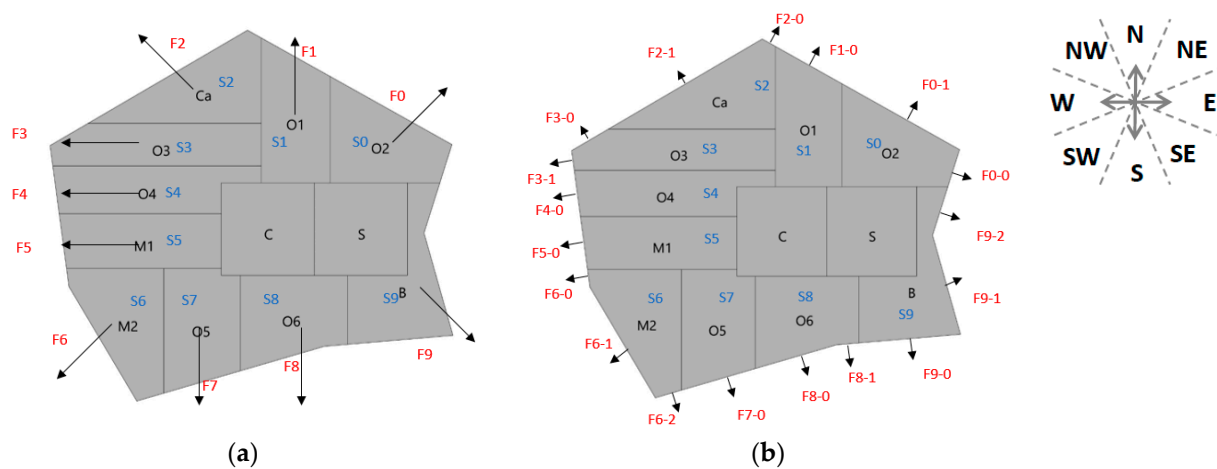 F2
F1
S2
Ca
F0
F3
O3
S3
O1
S1
S0
O2
F4
O4
S4
F5
M1
S5
C
S
S6
S7
S8
S9
B
M2
O5
O6
F6
F7
F8
F9
(a)
F2-0
F2-1
F1-0
S2
Ca
F0-1
F3-0
O1
S0
O3
S3
S1
O2
F3-1
F0-0
O4
S4
F4-0
M1
S5
C
S
F5-0
F9-2
F6-0
S6
S7
S8
B
F9-1
M2
O5
O6
S9
F6-1
F8-1
F9-0
F8-0
F7-0
F6-2
(b)
N
NW
NE
W
E
SW
SE
S